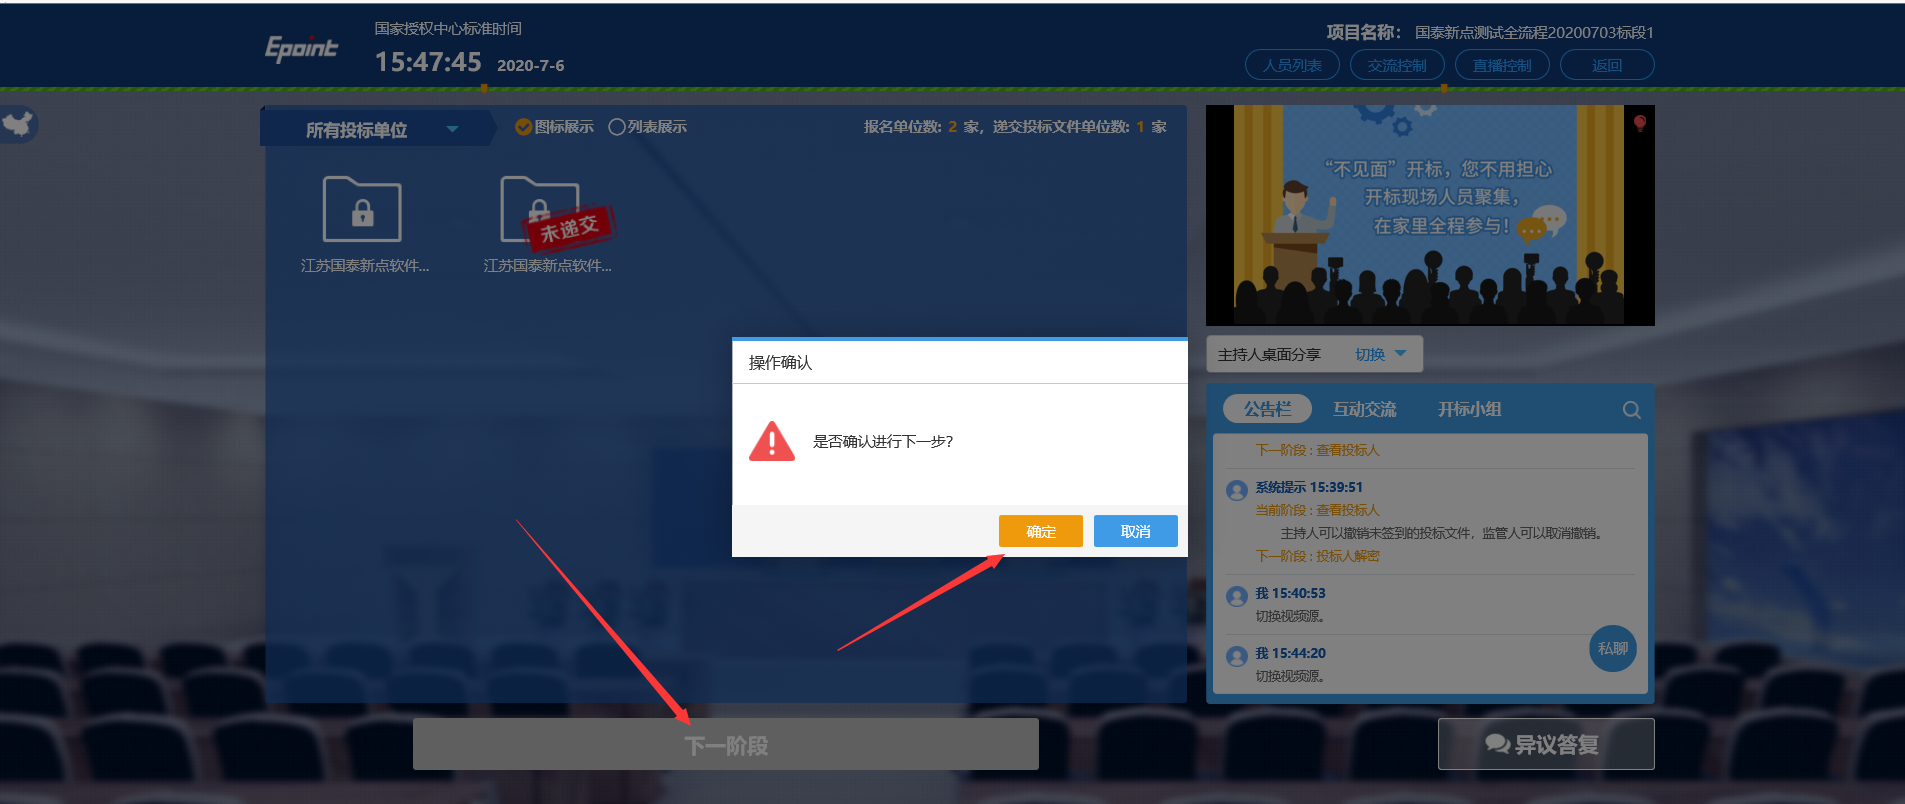 Epoint
国家授权中心标准时间
15:47:45 2020-7-6
项目名称： 国泰新点测试全流程20200703标段1
人员列表 交流控制 直播控制 返回
所有投标单位 图标展示 列表展示 报名单位数: 2 家, 递交投标文件单位数: 1 家
未递交
江苏国泰新点软件... 江苏国泰新点软件...
“不见面”开标，您不用担心
开标现场人员聚集，
在家里全程参与！
主持人桌面分享 切换
操作确认
是否确认进行下一步?
确定 取消
公告栏 互动交流 开标小组
下一阶段 : 查看投标人
系统提示 15:39:51
当前阶段 : 查看投标人
主持人可以撤销未签到的投标文件，监管人可以取消撤销。
下一阶段 : 投标人解密
我 15:40:53
切换视频源。
我 15:44:20
切换视频源。
私聊
下一阶段
异议答复